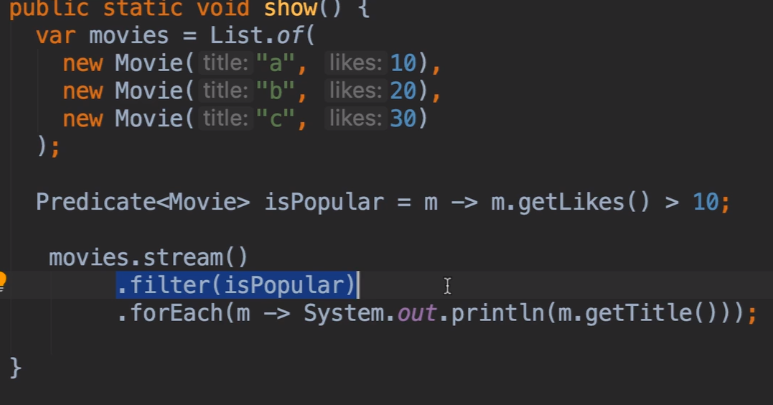 public static void show() {
var movies = List.of(
new Movie( title: "a", likes: 10),
new Movie( title: "b", likes: 20),
new Movie( title: "c", likes: 30)
);
Predicate<Movie> isPopular = m -> m.getLikes() > 10;
movies.stream()
.filter(isPopular)
.forEach(m -> System.out.println(m.getTitle()));
}